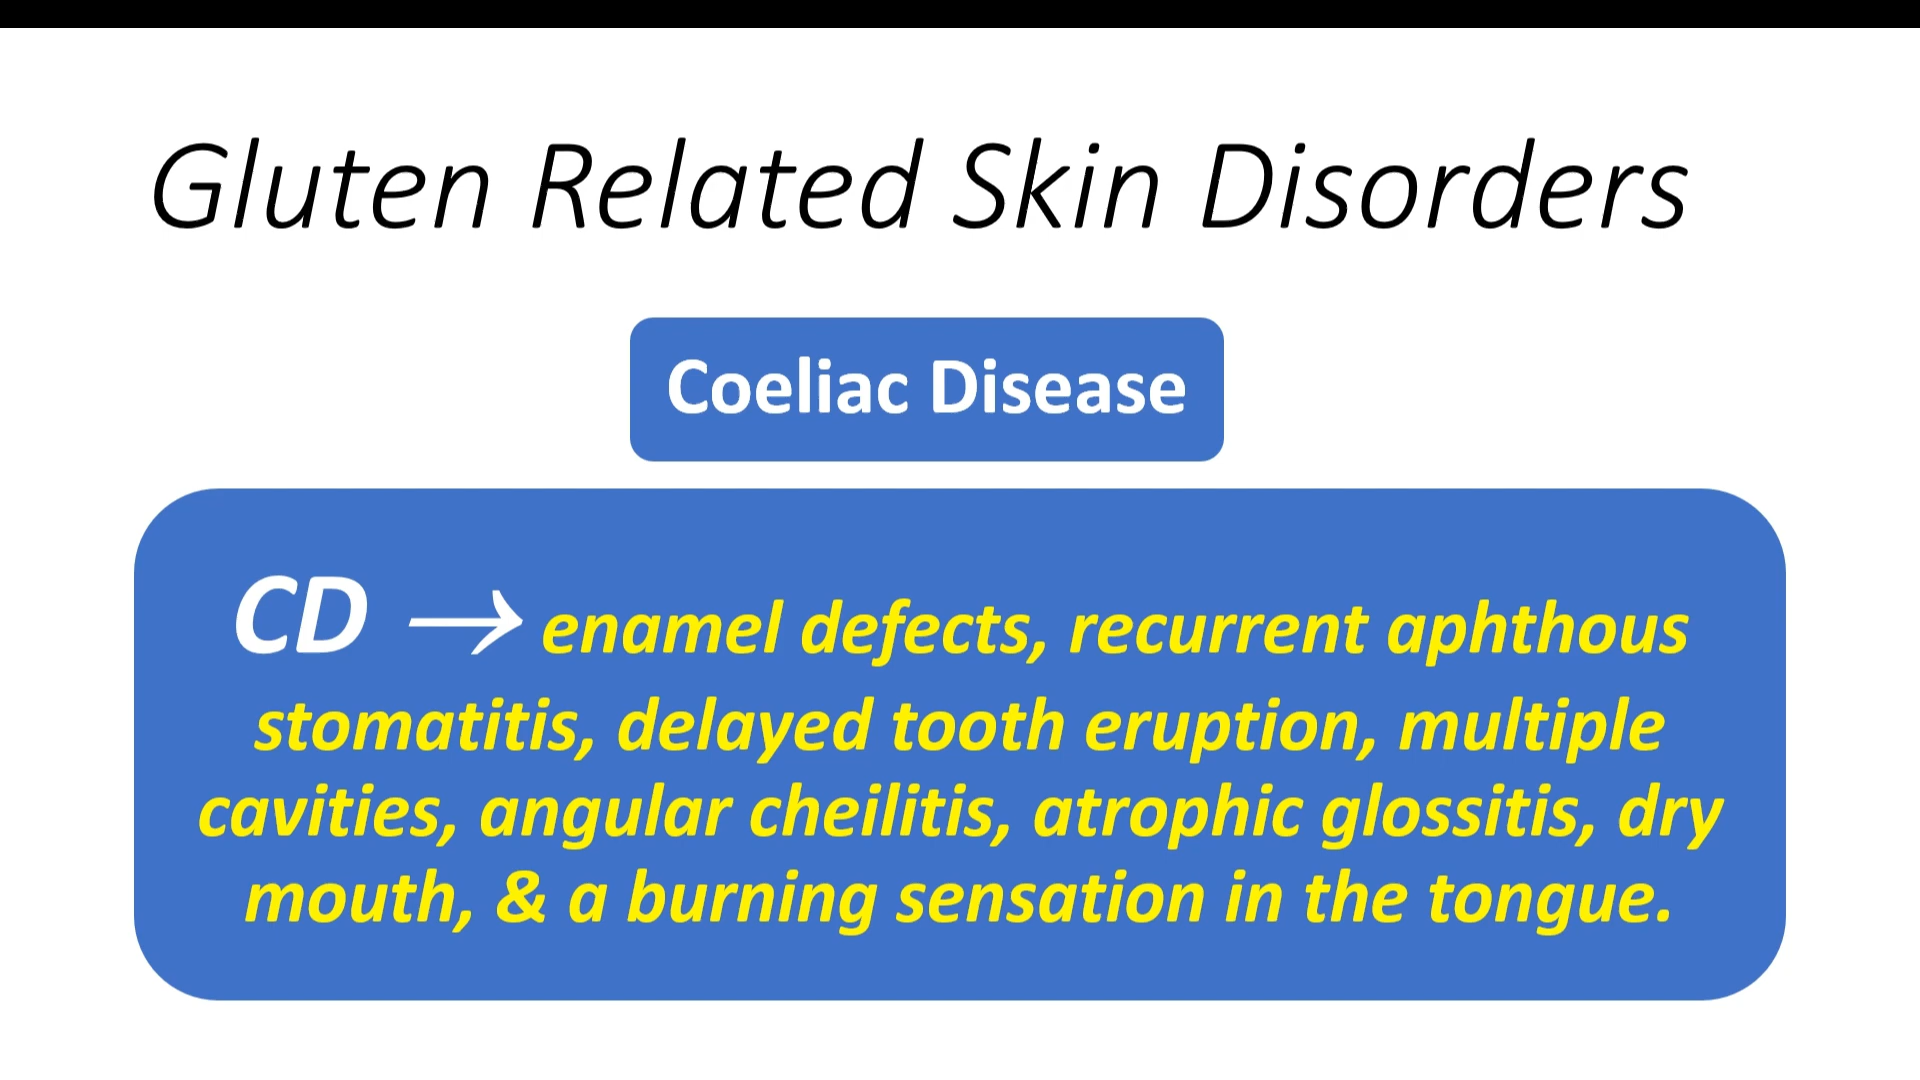 Gluten Related Skin Disorders
Coeliac Disease
CD → enamel defects, recurrent aphthous
stomatitis, delayed tooth eruption, multiple
cavities, angular cheilitis, atrophic glossitis, dry
mouth, & a burning sensation in the tongue.